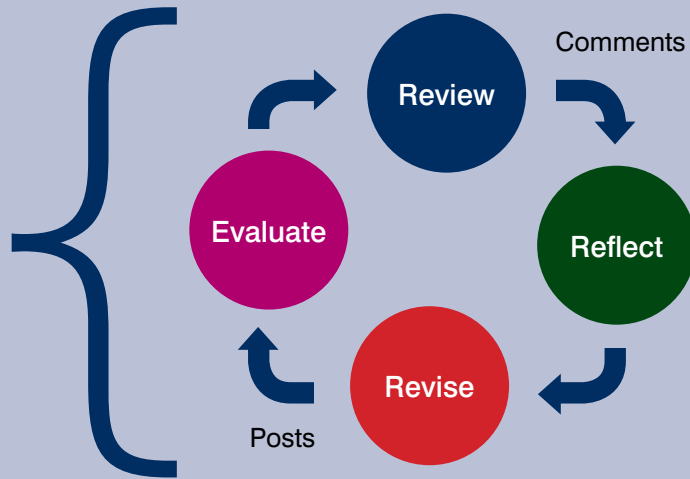 Comments
Review
Evaluate
Reflect
Revise
Posts